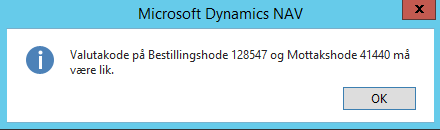 Microsoft Dynamics NAV
x
Valutakode på Bestillingshode 128547 og Mottakshode 41440 må
være lik.
OK